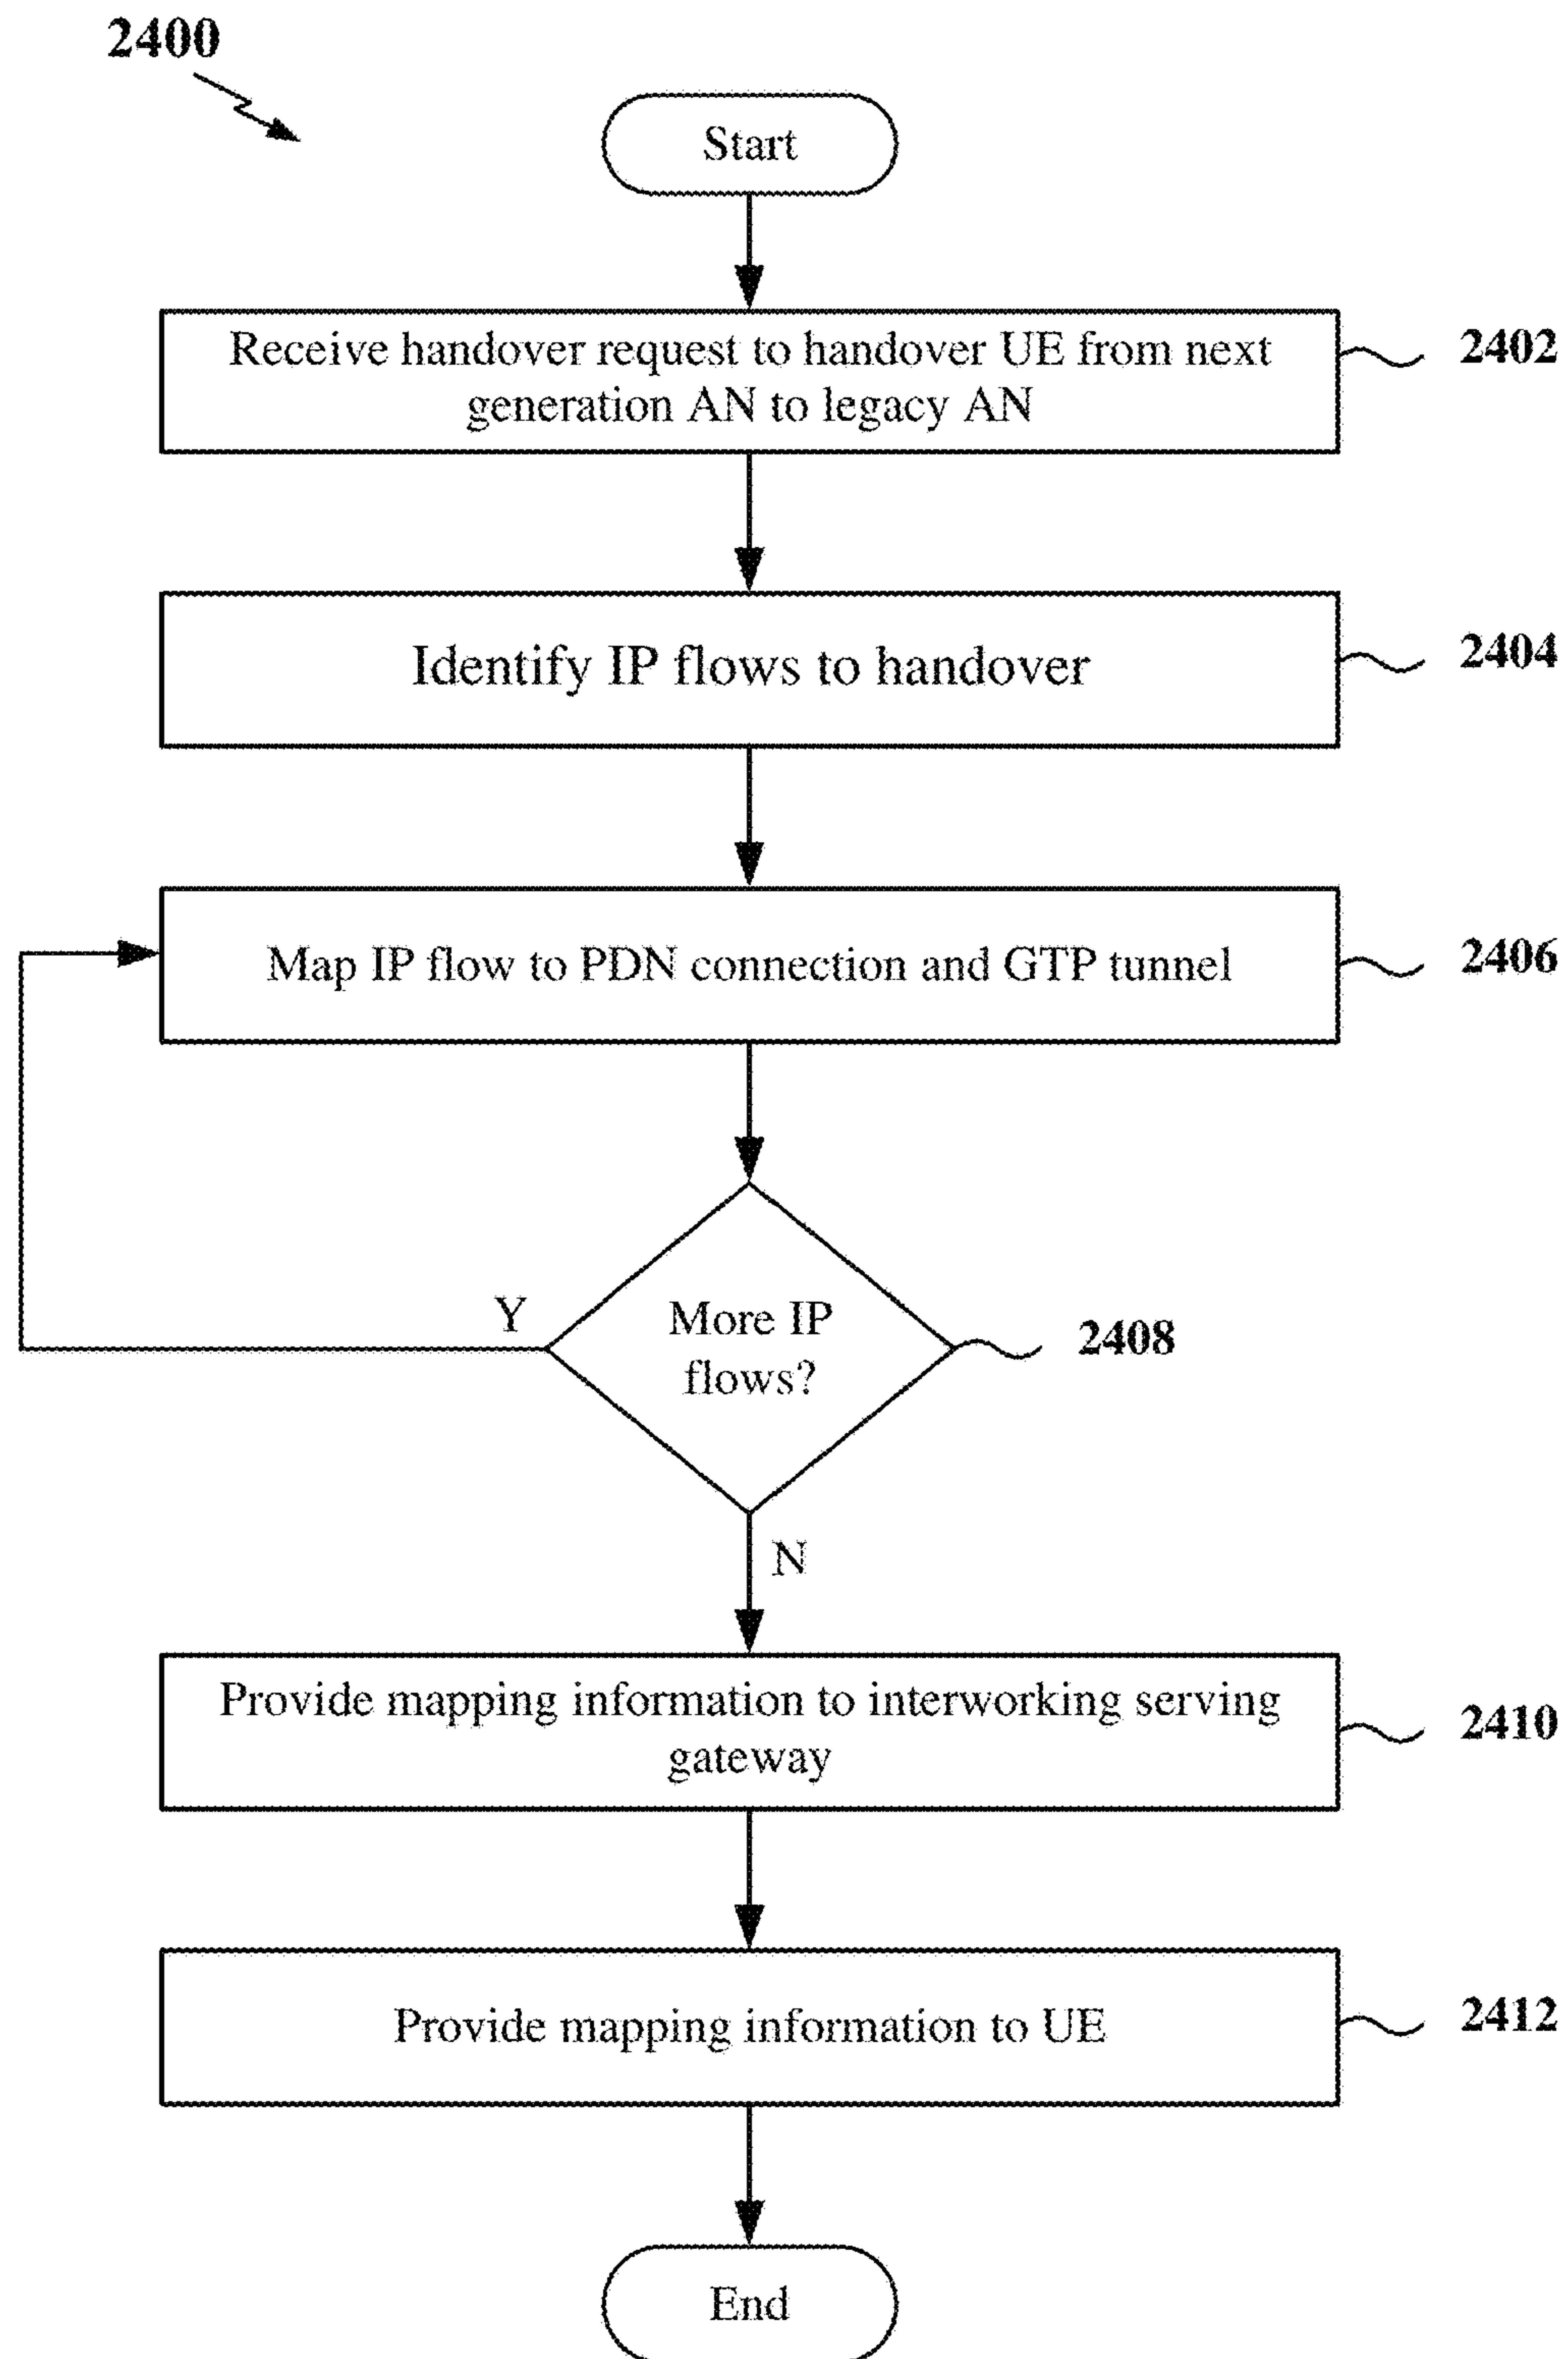 2400
Start
Receive handover request to handover UE from next
generation AN to legacy AN
2402
Identify IP flows to handover
2404
Map IP flow to PDN connection and GTP tunnel
2406
More IP
flows?
2408
Y
N
Provide mapping information to interworking serving
gateway
2410
Provide mapping information to UE
2412
End